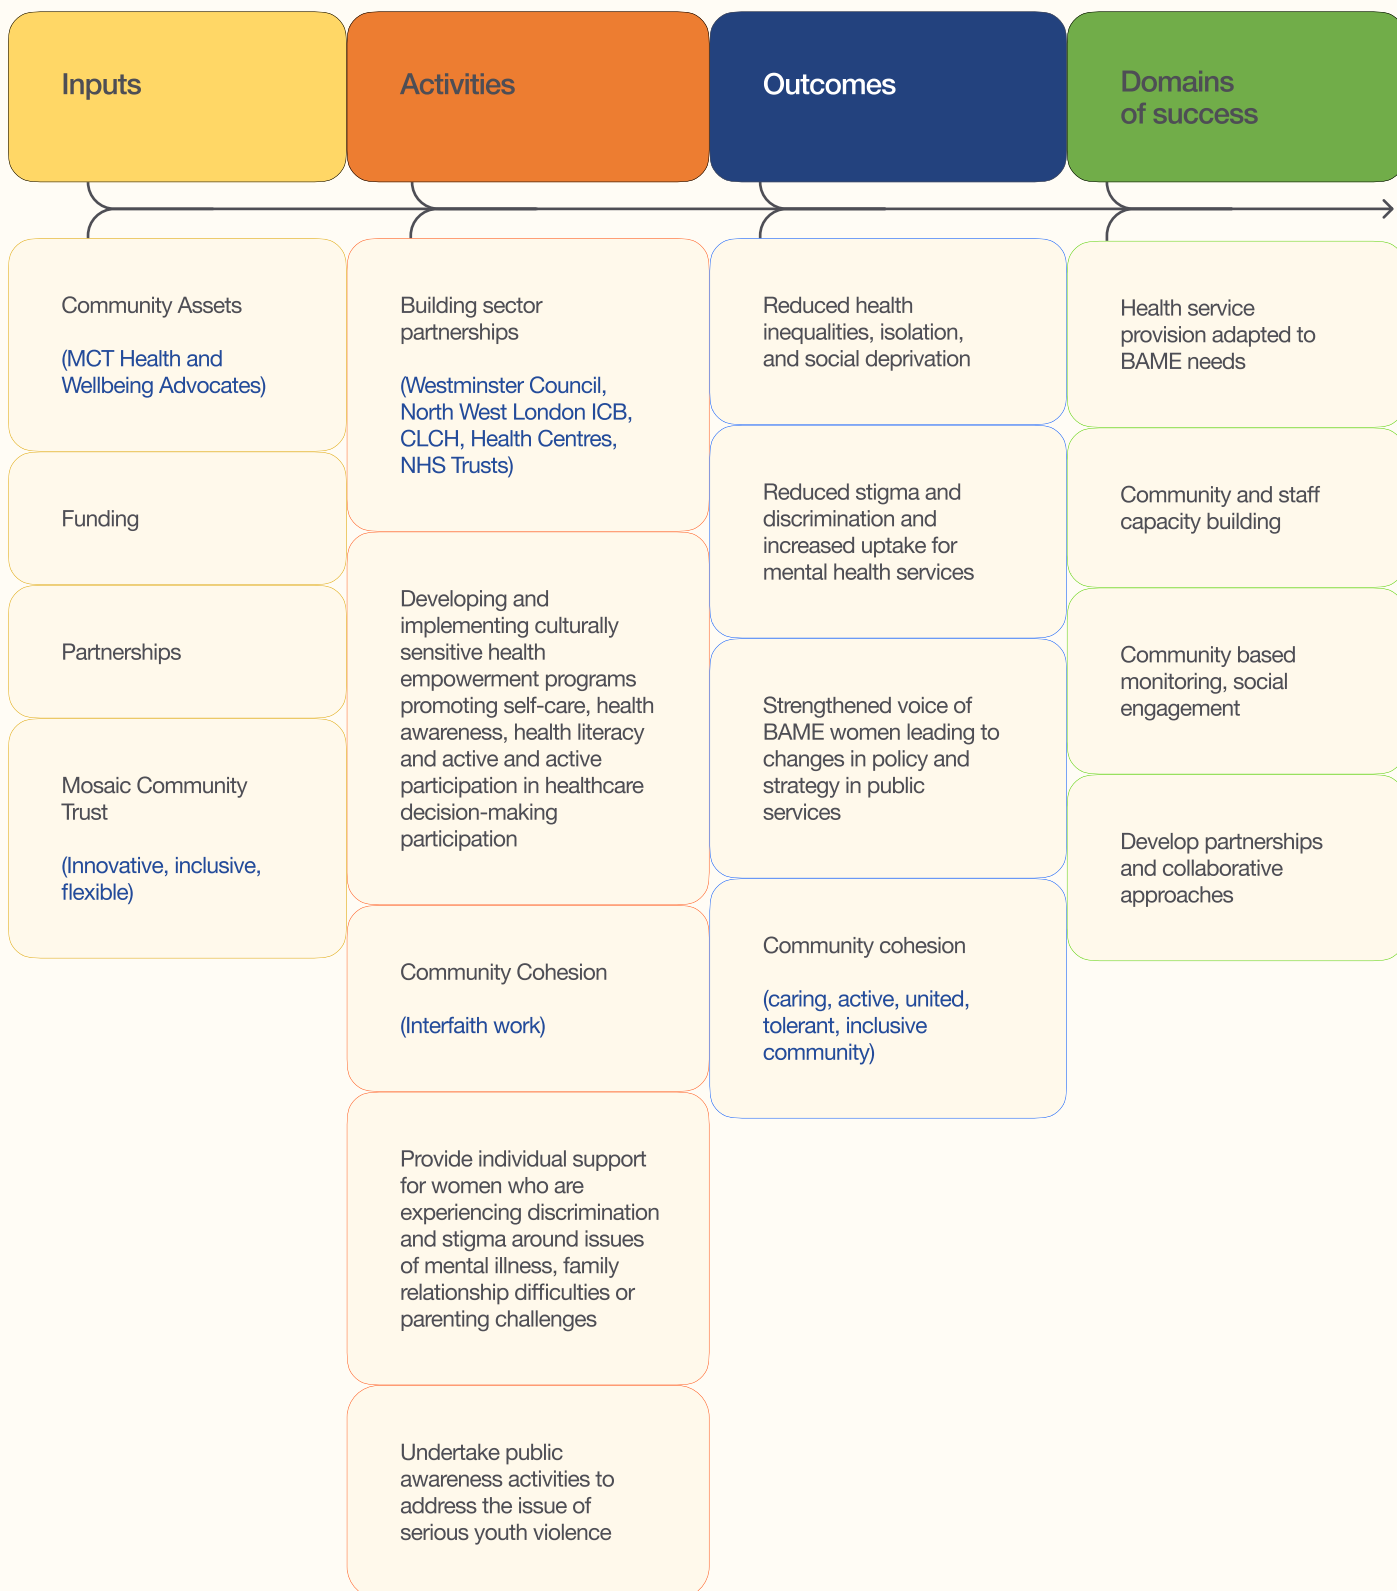 Inputs
Activities
Outcomes
Domains
of success
Community Assets
(MCT Health and
Wellbeing Advocates)
Funding
Partnerships
Mosaic Community
Trust
(Innovative, inclusive,
flexible)
Building sector
partnerships
(Westminster Council,
North West London ICB,
CLCH, Health Centres,
NHS Trusts)
Developing and
implementing culturally
sensitive health
empowerment programs
promoting self-care, health
awareness, health literacy
and active and active
participation in healthcare
decision-making
participation
Community Cohesion
(Interfaith work)
Provide individual support
for women who are
experiencing discrimination
and stigma around issues
of mental illness, family
relationship difficulties or
parenting challenges
Undertake public
awareness activities to
address the issue of
serious youth violence
Reduced health
inequalities, isolation,
and social deprivation
Reduced stigma and
discrimination and
increased uptake for
mental health services
Strengthened voice of
BAME women leading to
changes in policy and
strategy in public
services
Community cohesion
(caring, active, united,
tolerant, inclusive
community)
Health service
provision adapted to
BAME needs
Community and staff
capacity building
Community based
monitoring, social
engagement
Develop partnerships
and collaborative
approaches